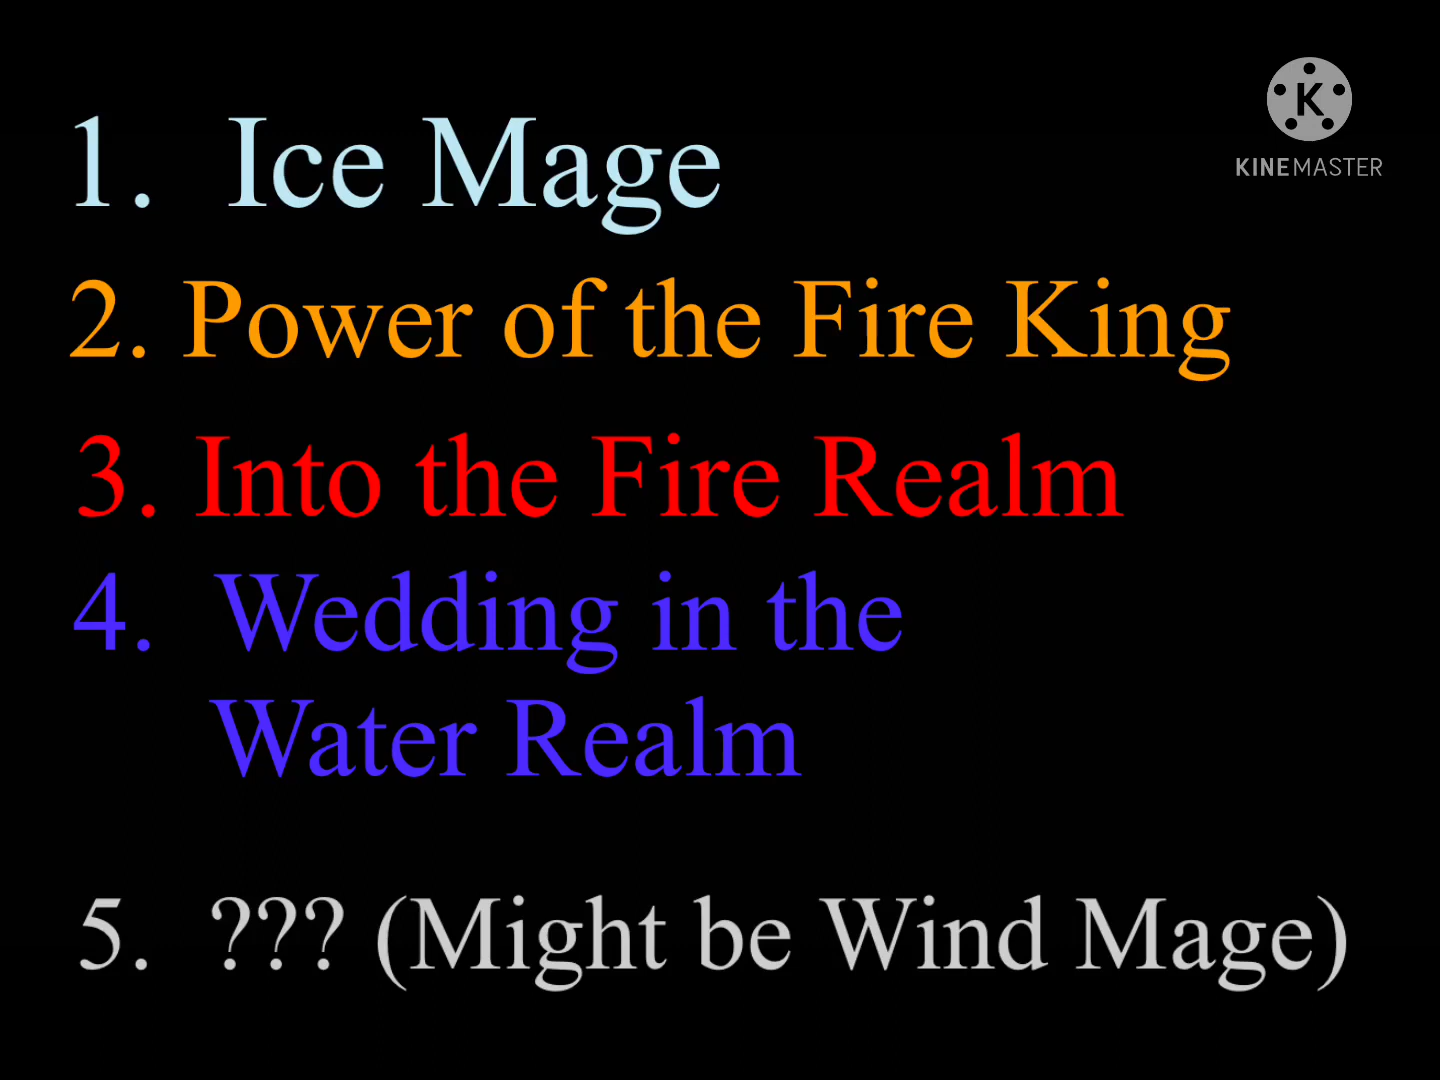 K
KINEMASTER
1. Ice Mage
2. Power of the Fire King
3. Into the Fire Realm
4. Wedding in the
Water Realm
5. ??? (Might be Wind Mage)